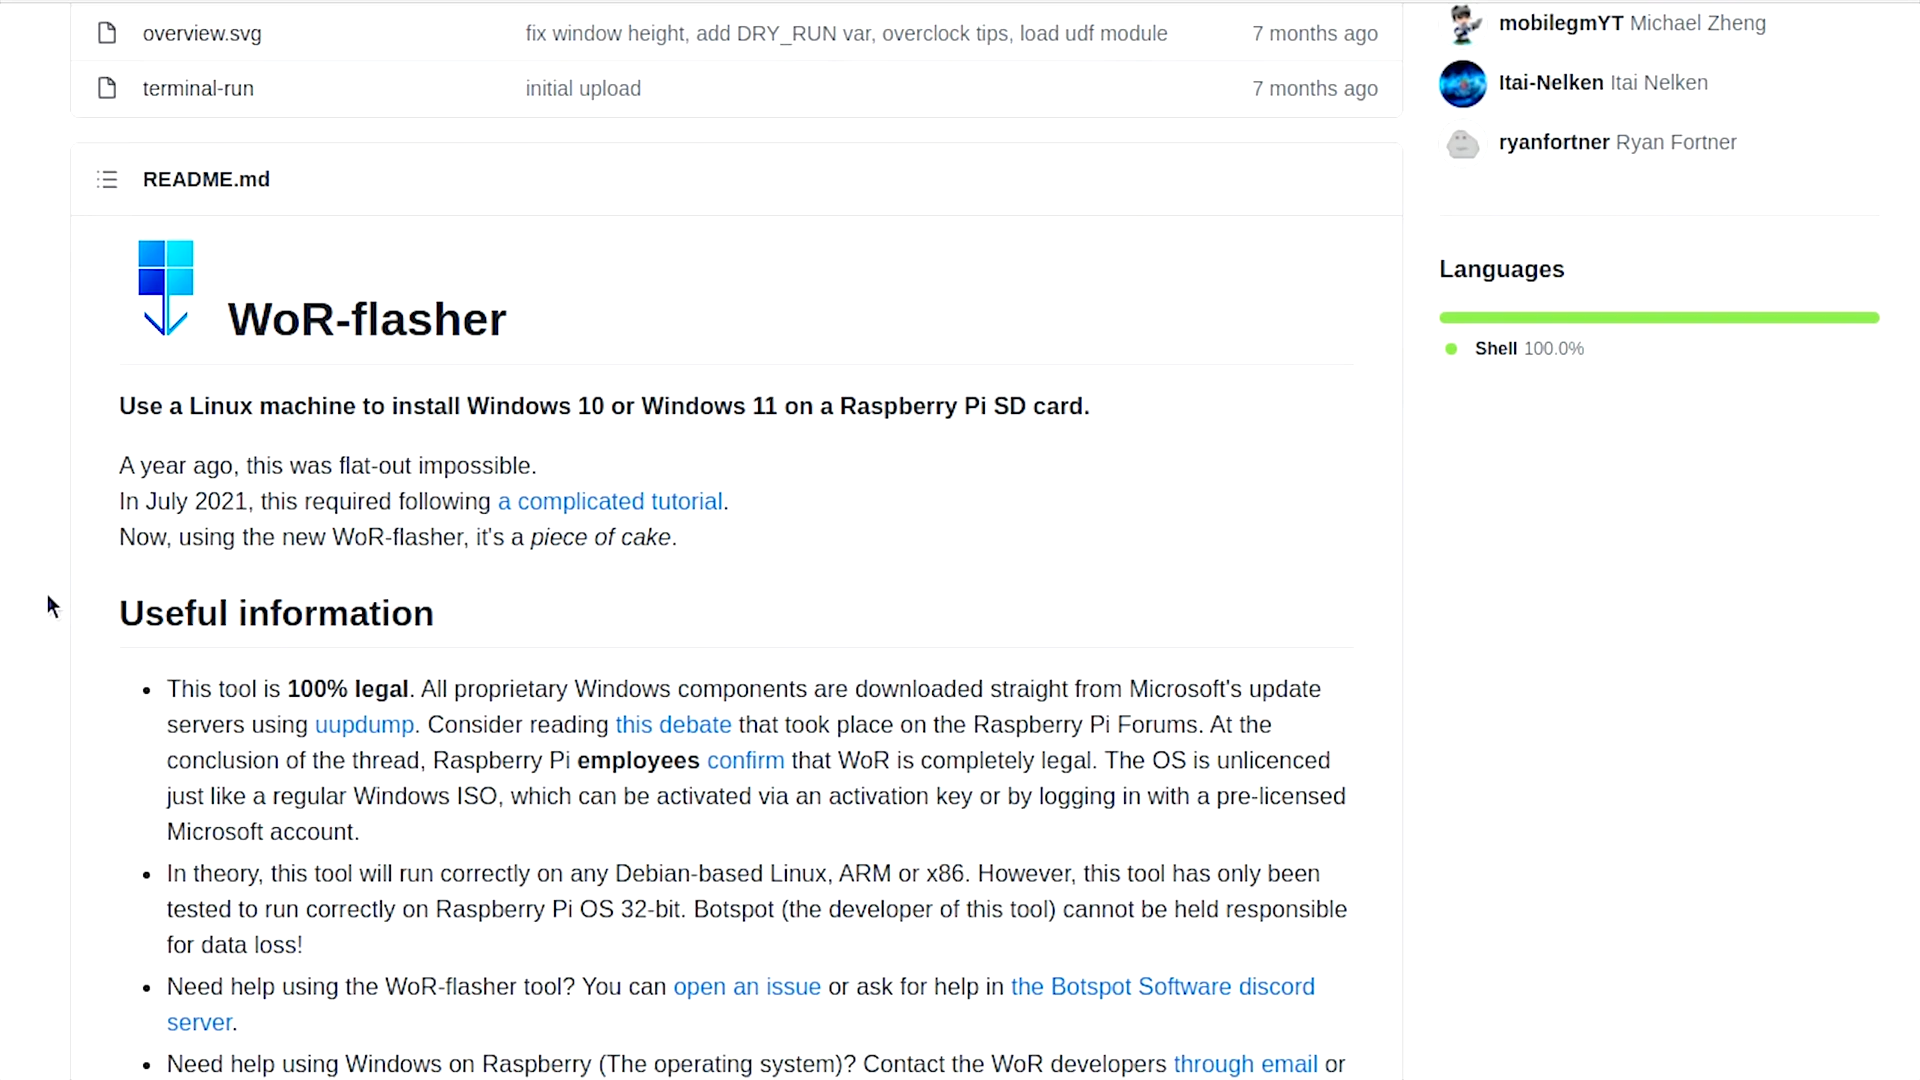 overview.svg fix window height, add DRY_RUN var, overclock tips, load udf module 7 months ago
terminal-run initial upload 7 months ago
mobilegmYT Michael Zheng
Itai-Nelken Itai Nelken
ryanfortner Ryan Fortner
README.md
WoR-flasher
Use a Linux machine to install Windows 10 or Windows 11 on a Raspberry Pi SD card.
A year ago, this was flat-out impossible.
In July 2021, this required following a complicated tutorial.
Now, using the new WoR-flasher, it's a piece of cake.
Useful information
• This tool is 100% legal. All proprietary Windows components are downloaded straight from Microsoft's update
servers using uupdump. Consider reading this debate that took place on the Raspberry Pi Forums. At the
conclusion of the thread, Raspberry Pi employees confirm that WoR is completely legal. The OS is unlicenced
just like a regular Windows ISO, which can be activated via an activation key or by logging in with a pre-licensed
Microsoft account.
• In theory, this tool will run correctly on any Debian-based Linux, ARM or x86. However, this tool has only been
tested to run correctly on Raspberry Pi OS 32-bit. Botspot (the developer of this tool) cannot be held responsible
for data loss!
• Need help using the WoR-flasher tool? You can open an issue or ask for help in the Botspot Software discord
server.
• Need help using Windows on Raspberry (The operating system)? Contact the WoR developers through email or
Languages
Shell 100.0%